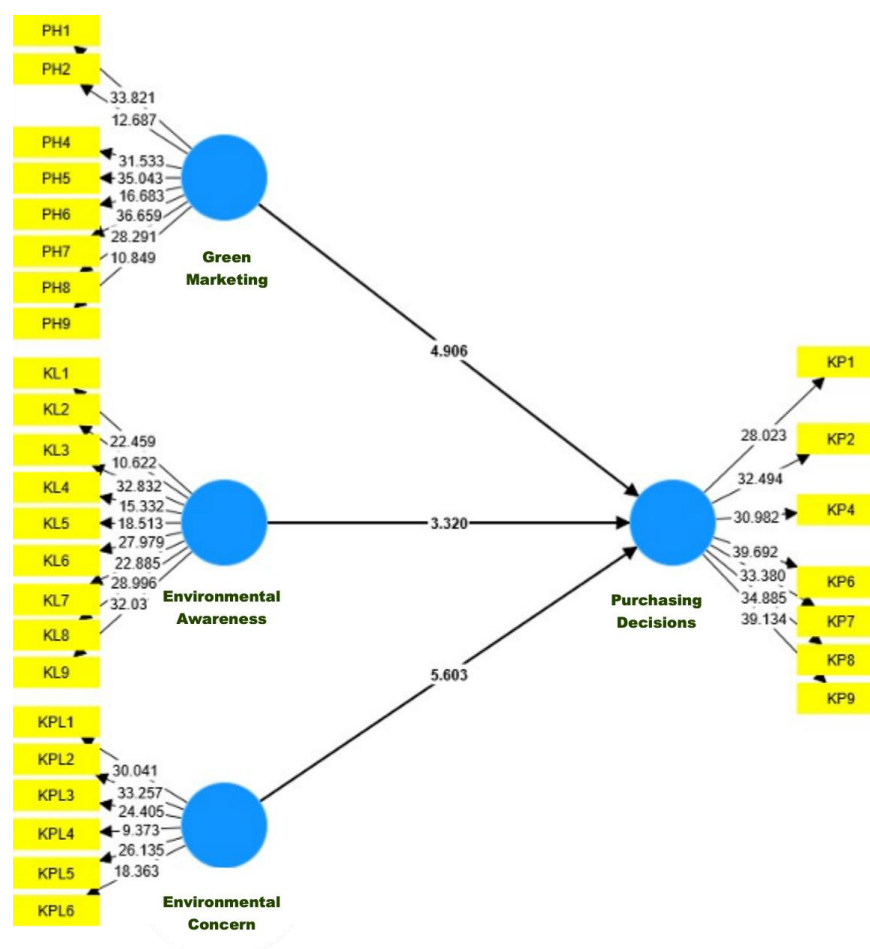 PH1
PH2
33.821
12.687
PH4
31.533
PH5
35.043
16.683
PH6
36.659
PH7
28.291
10.849
PH8
PH9
Green
Marketing
4.906
KL1
KL2
22.459
10.622
KL3
32.832
KL4
15.332
KL5
18.513
27.979
KL6
22.885
28.996
KL7
32.03
KL8
KL9
Environmental
Awareness
3.320
KPL1
KPL2
30.041
33.257
KPL3
24.405
KPL4
9.373
26.135
KPL5
18.363
KPL6
Environmental
Concern
5.603
Purchasing
Decisions
KP1
28.023
KP2
32.494
KP4
30.982
39.692
KP6
33.380
34.885
KP7
39.134
KP8
KP9